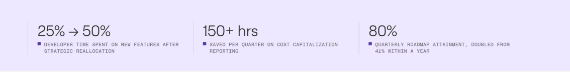 25% → 50%
DEVELOPER TIME SPENT ON NEW FEATURES AFTER
STRATEGIC REALLOCATION
150+ hrs
SAVED PER QUARTER ON COST CAPITALIZATION
REPORTING
80%
QUARTERLY ROADMAP ATTAINMENT, DOUBLED FROM
41% WITHIN A YEAR